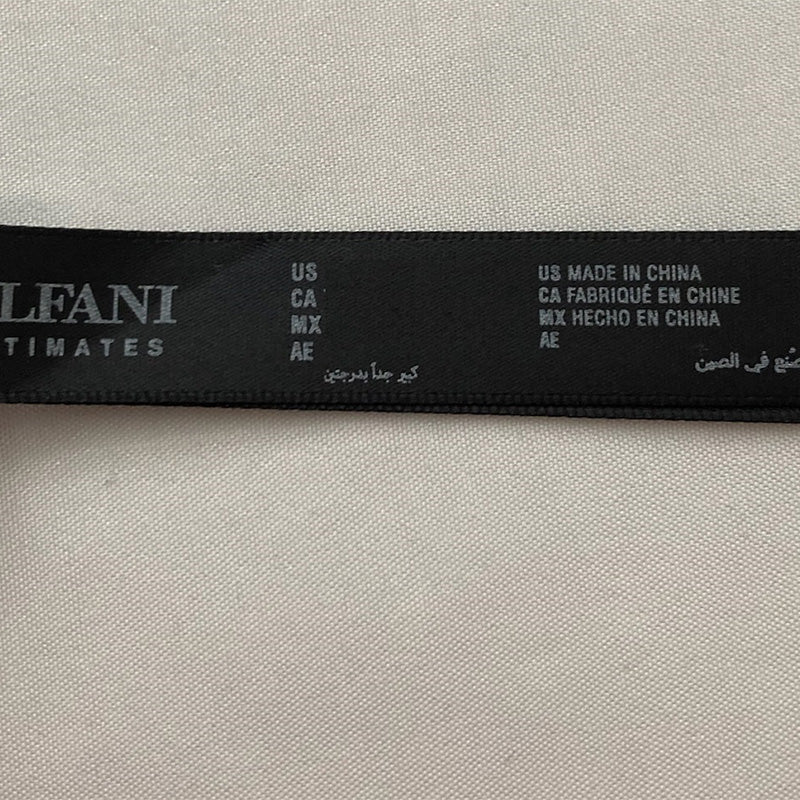 LFANI
TIMATES
US
CA
MX
AE
كبير جداً بدرجتين
US MADE IN CHINA
CA FABRIQUÉ EN CHINE
MX HECHO EN CHINA
AE
صُنع في الصين